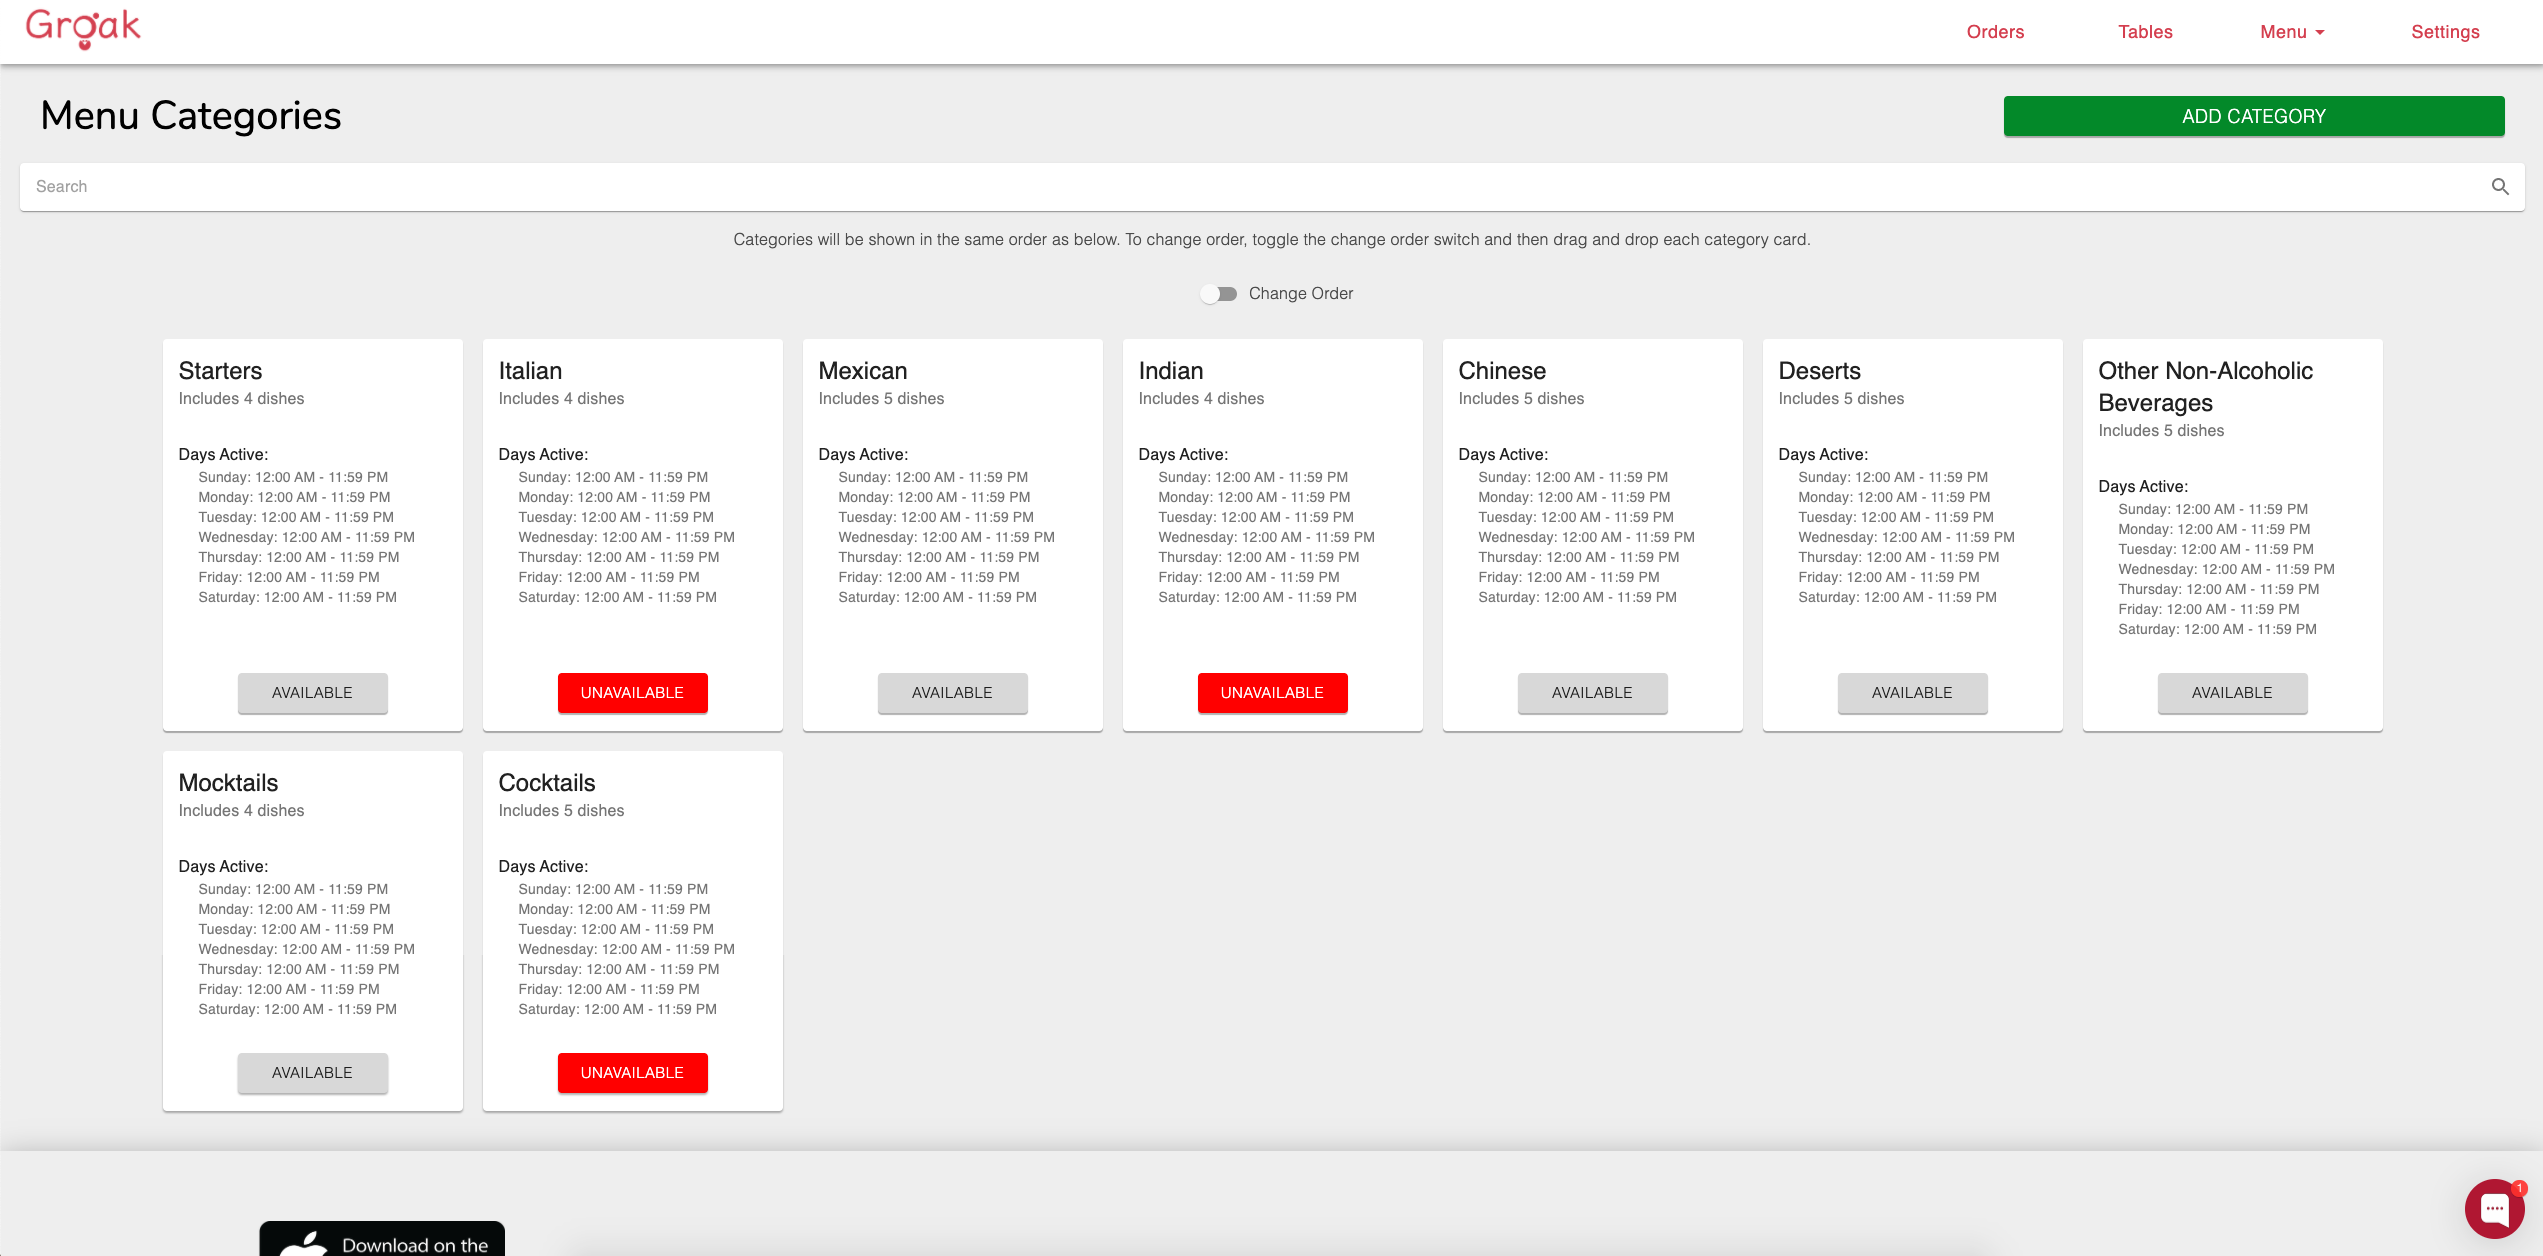 Groak
Orders
Tables
Menu
Settings
Menu Categories
ADD CATEGORY
Search
Categories will be shown in the same order as below. To change order, toggle the change order switch and then drag and drop each category card.
Change Order
Starters
Includes 4 dishes
Days Active:
Sunday: 12:00 AM - 11:59 PM
Monday: 12:00 AM - 11:59 PM
Tuesday: 12:00 AM - 11:59 PM
Wednesday: 12:00 AM - 11:59 PM
Thursday: 12:00 AM - 11:59 PM
Friday: 12:00 AM - 11:59 PM
Saturday: 12:00 AM - 11:59 PM
AVAILABLE
Italian
Includes 4 dishes
Days Active:
Sunday: 12:00 AM - 11:59 PM
Monday: 12:00 AM - 11:59 PM
Tuesday: 12:00 AM - 11:59 PM
Wednesday: 12:00 AM - 11:59 PM
Thursday: 12:00 AM - 11:59 PM
Friday: 12:00 AM - 11:59 PM
Saturday: 12:00 AM - 11:59 PM
UNAVAILABLE
Mexican
Includes 5 dishes
Days Active:
Sunday: 12:00 AM - 11:59 PM
Monday: 12:00 AM - 11:59 PM
Tuesday: 12:00 AM - 11:59 PM
Wednesday: 12:00 AM - 11:59 PM
Thursday: 12:00 AM - 11:59 PM
Friday: 12:00 AM - 11:59 PM
Saturday: 12:00 AM - 11:59 PM
AVAILABLE
Indian
Includes 4 dishes
Days Active:
Sunday: 12:00 AM - 11:59 PM
Monday: 12:00 AM - 11:59 PM
Tuesday: 12:00 AM - 11:59 PM
Wednesday: 12:00 AM - 11:59 PM
Thursday: 12:00 AM - 11:59 PM
Friday: 12:00 AM - 11:59 PM
Saturday: 12:00 AM - 11:59 PM
UNAVAILABLE
Chinese
Includes 5 dishes
Days Active:
Sunday: 12:00 AM - 11:59 PM
Monday: 12:00 AM - 11:59 PM
Tuesday: 12:00 AM - 11:59 PM
Wednesday: 12:00 AM - 11:59 PM
Thursday: 12:00 AM - 11:59 PM
Friday: 12:00 AM - 11:59 PM
Saturday: 12:00 AM - 11:59 PM
AVAILABLE
Deserts
Includes 5 dishes
Days Active:
Sunday: 12:00 AM - 11:59 PM
Monday: 12:00 AM - 11:59 PM
Tuesday: 12:00 AM - 11:59 PM
Wednesday: 12:00 AM - 11:59 PM
Thursday: 12:00 AM - 11:59 PM
Friday: 12:00 AM - 11:59 PM
Saturday: 12:00 AM - 11:59 PM
AVAILABLE
Other Non-Alcoholic
Beverages
Includes 5 dishes
Days Active:
Sunday: 12:00 AM - 11:59 PM
Monday: 12:00 AM - 11:59 PM
Tuesday: 12:00 AM - 11:59 PM
Wednesday: 12:00 AM - 11:59 PM
Thursday: 12:00 AM - 11:59 PM
Friday: 12:00 AM - 11:59 PM
Saturday: 12:00 AM - 11:59 PM
AVAILABLE
Mocktails
Includes 4 dishes
Days Active:
Sunday: 12:00 AM - 11:59 PM
Monday: 12:00 AM - 11:59 PM
Tuesday: 12:00 AM - 11:59 PM
Wednesday: 12:00 AM - 11:59 PM
Thursday: 12:00 AM - 11:59 PM
Friday: 12:00 AM - 11:59 PM
Saturday: 12:00 AM - 11:59 PM
AVAILABLE
Cocktails
Includes 5 dishes
Days Active:
Sunday: 12:00 AM - 11:59 PM
Monday: 12:00 AM - 11:59 PM
Tuesday: 12:00 AM - 11:59 PM
Wednesday: 12:00 AM - 11:59 PM
Thursday: 12:00 AM - 11:59 PM
Friday: 12:00 AM - 11:59 PM
Saturday: 12:00 AM - 11:59 PM
UNAVAILABLE
1
Download on the